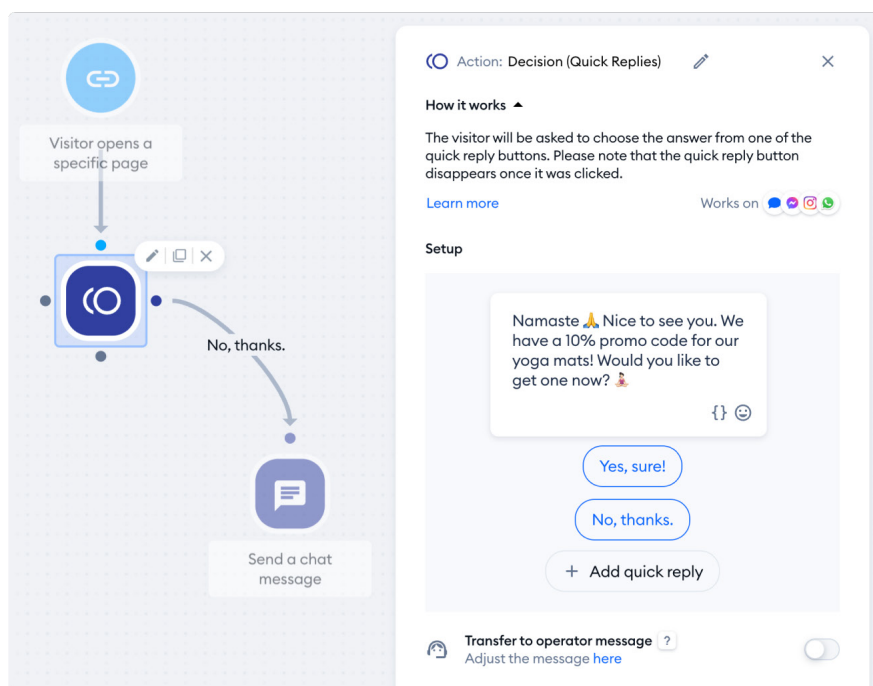 Visitor opens a
specific page
No, thanks.
Send a chat
message
Action: Decision (Quick Replies)
How it works
The visitor will be asked to choose the answer from one of the
quick reply buttons. Please note that the quick reply button
disappears once it was clicked.
Learn more
Works on
Setup
Namaste 🙏 Nice to see you. We
have a 10% promo code for our
yoga mats! Would you like to
get one now? 🧘🏻‍♀️
{}
Yes, sure!
No, thanks.
+ Add quick reply
Transfer to operator message ?
Adjust the message here